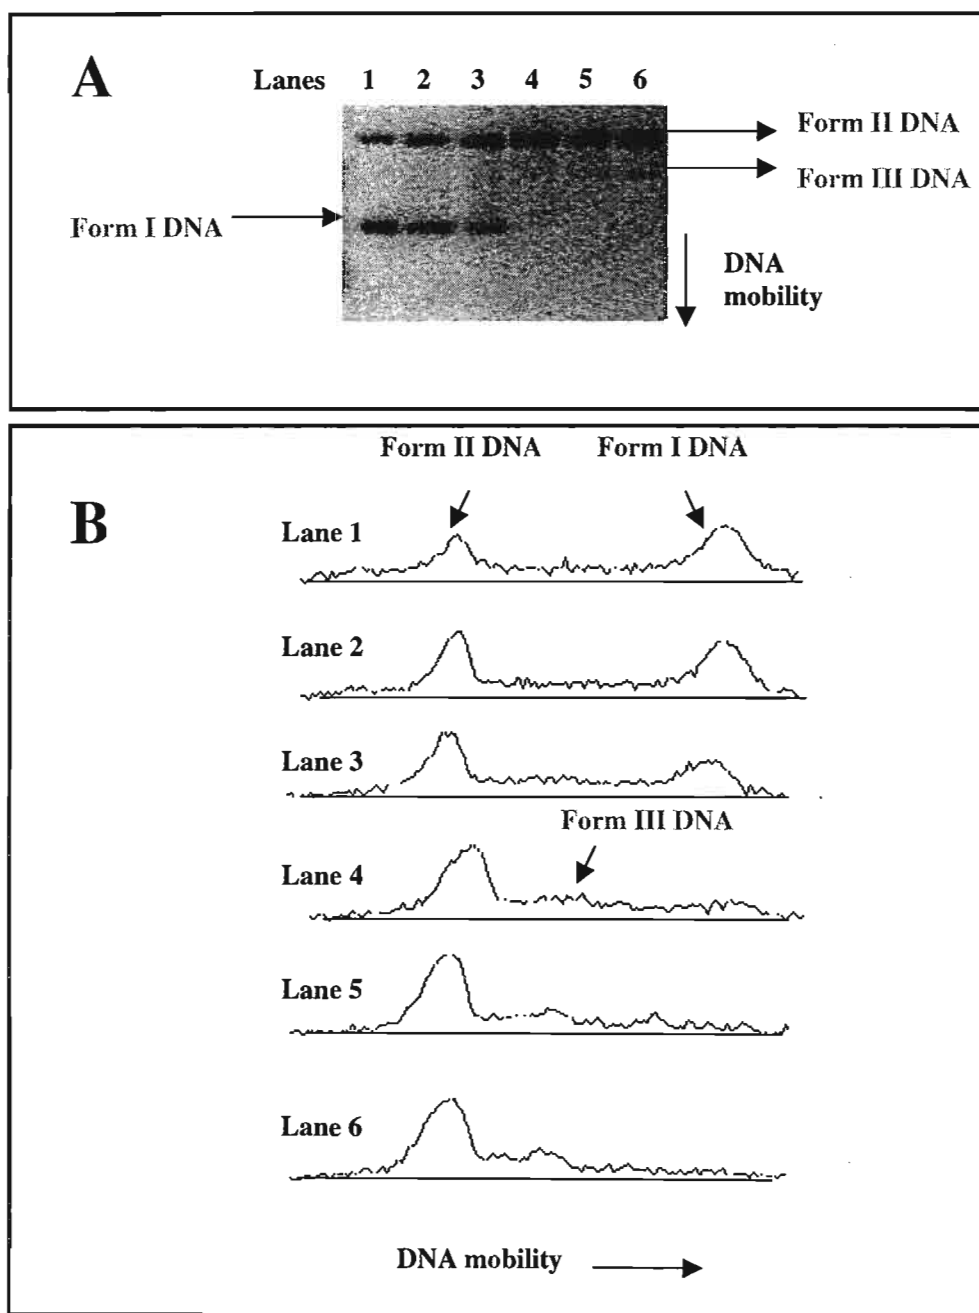 A
Lanes 1 2 3 4 5 6
Form II DNA
Form III DNA
Form I DNA
DNA
mobility
B
Form II DNA Form I DNA
Lane 1
Lane 2
Lane 3
Form III DNA
Lane 4
Lane 5
Lane 6
DNA mobility